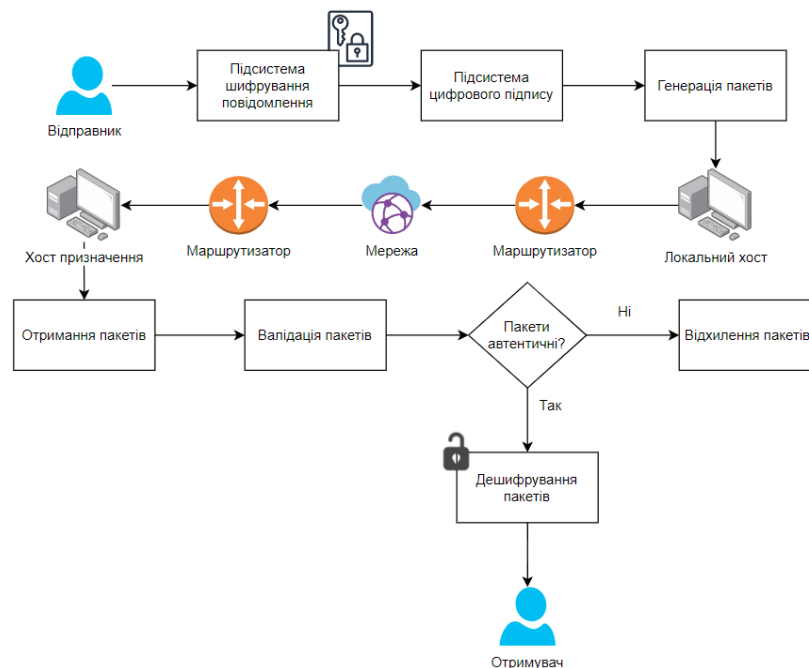 Відправник
Підсистема
шифрування
повідомлення
Підсистема
цифрового підпису
Генерація пакетів
Хост призначення
Маршрутизатор
Мережа
Маршрутизатор
Локальний хост
Отримання пакетів
Валідація пакетів
Пакети
автентичні?
Ні
Відхилення пакетів
Так
Дешифрування
пакетів
Отримувач